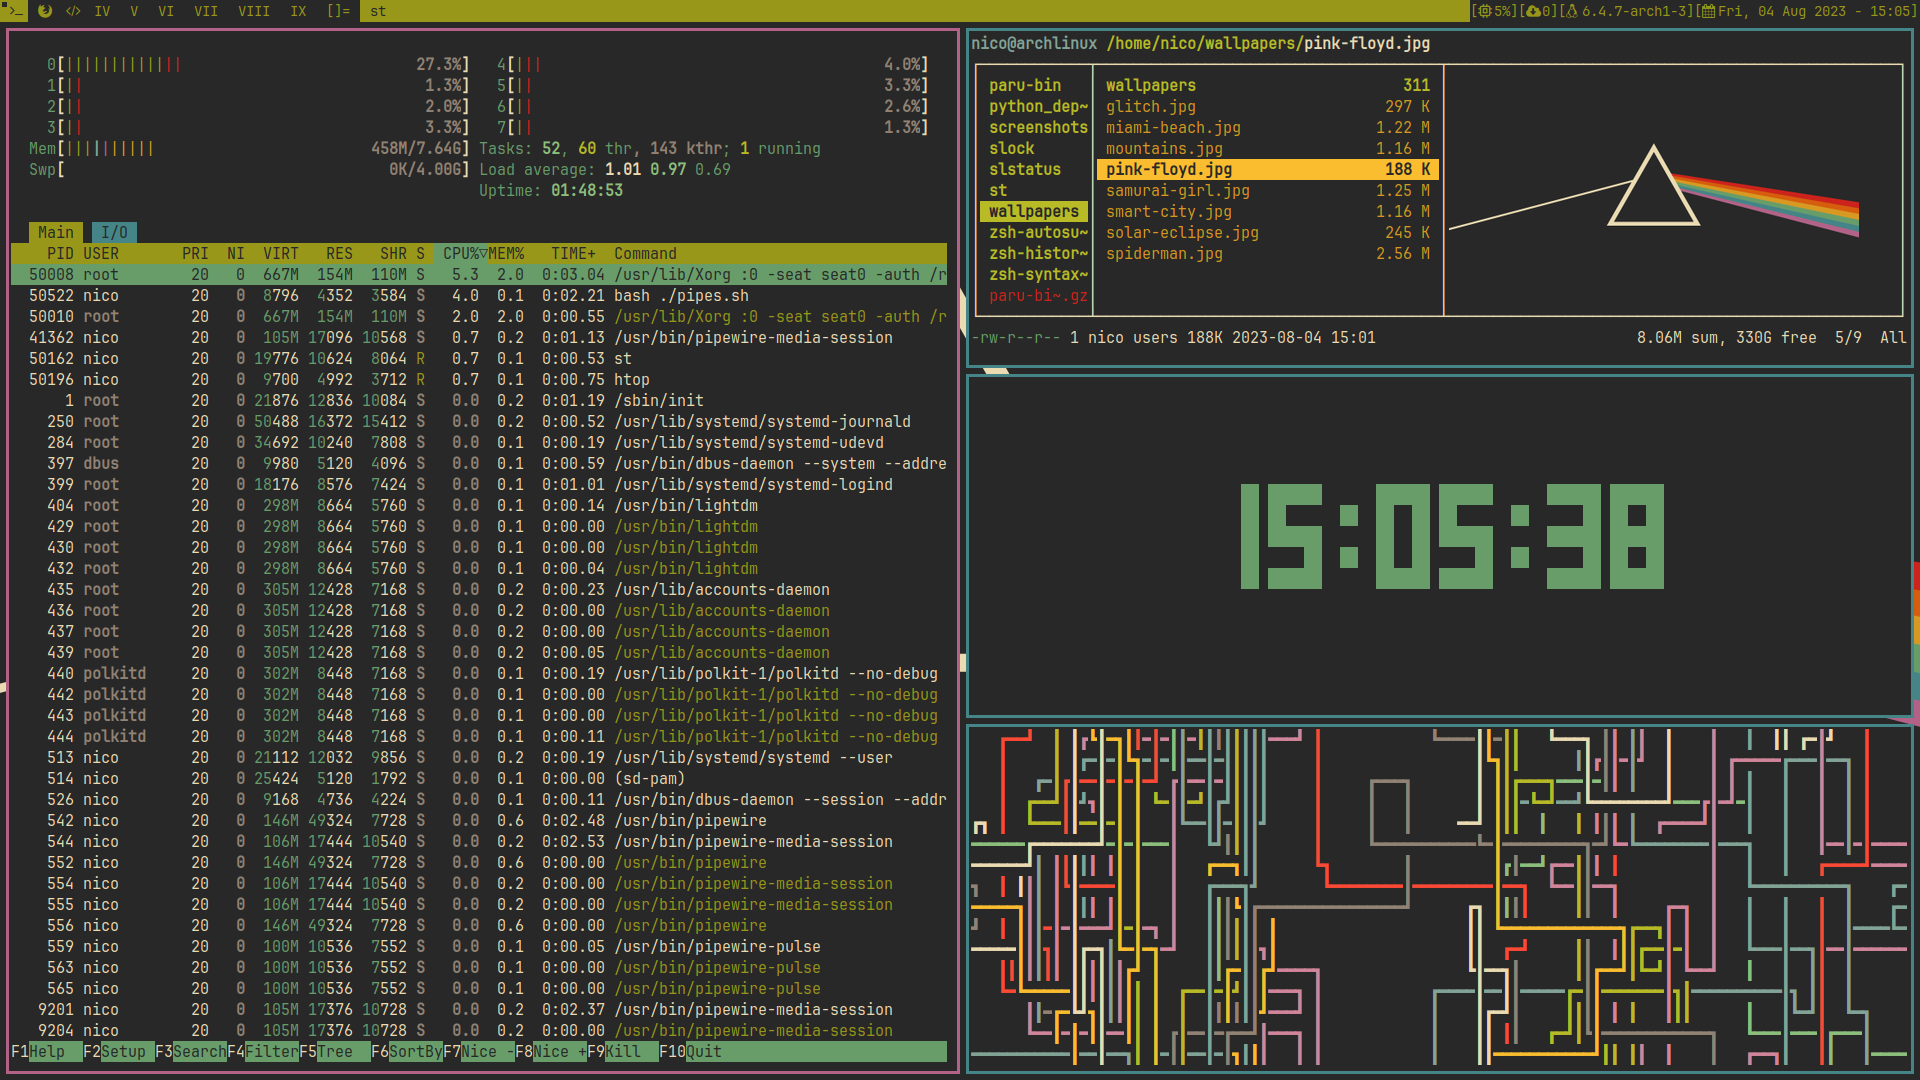 >_ </> IV V VI VII VIII IX []= st [5%][0][6.4.7-arch1-3][Fri, 04 Aug 2023 - 15:05]
0[||||||||||||| 27.3%] 4[||| 4.0%]
1[|| 1.3%] 5[|| 3.3%]
2[|| 2.0%] 6[|| 2.6%]
3[|| 3.3%] 7[|| 1.3%]
Mem[|||||||||| 458M/7.64G] Tasks: 52, 60 thr, 143 kthr; 1 running
Swp[ 0K/4.00G] Load average: 1.01 0.97 0.69
Uptime: 01:48:53
Main I/O
PID USER PRI NI VIRT RES SHR S CPU%▽MEM% TIME+ Command
50008 root 20 0 667M 154M 110M S 5.3 2.0 0:03.04 /usr/lib/Xorg :0 -seat seat0 -auth /r
50522 nico 20 0 8796 4352 3584 S 4.0 0.1 0:02.21 bash ./pipes.sh
50010 root 20 0 667M 154M 110M S 2.0 2.0 0:00.55 /usr/lib/Xorg :0 -seat seat0 -auth /r
41362 nico 20 0 105M 17096 10568 S 0.7 0.2 0:01.13 /usr/bin/pipewire-media-session
50162 nico 20 0 19776 10624 8064 R 0.7 0.1 0:00.53 st
50196 nico 20 0 9700 4992 3712 R 0.7 0.1 0:00.75 htop
1 root 20 0 21876 12836 10084 S 0.0 0.2 0:01.19 /sbin/init
250 root 20 0 50488 16372 15412 S 0.0 0.2 0:00.52 /usr/lib/systemd/systemd-journald
284 root 20 0 34692 10240 7808 S 0.0 0.1 0:00.19 /usr/lib/systemd/systemd-udevd
397 dbus 20 0 9980 5120 4096 S 0.0 0.1 0:00.59 /usr/bin/dbus-daemon --system --addre
399 root 20 0 18176 8576 7424 S 0.0 0.1 0:01.01 /usr/lib/systemd/systemd-logind
404 root 20 0 298M 8664 5760 S 0.0 0.1 0:00.14 /usr/bin/lightdm
429 root 20 0 298M 8664 5760 S 0.0 0.1 0:00.00 /usr/bin/lightdm
430 root 20 0 298M 8664 5760 S 0.0 0.1 0:00.00 /usr/bin/lightdm
432 root 20 0 298M 8664 5760 S 0.0 0.1 0:00.04 /usr/bin/lightdm
435 root 20 0 305M 12428 7168 S 0.0 0.2 0:00.23 /usr/lib/accounts-daemon
436 root 20 0 305M 12428 7168 S 0.0 0.2 0:00.00 /usr/lib/accounts-daemon
437 root 20 0 305M 12428 7168 S 0.0 0.2 0:00.00 /usr/lib/accounts-daemon
439 root 20 0 305M 12428 7168 S 0.0 0.2 0:00.05 /usr/lib/accounts-daemon
440 polkitd 20 0 302M 8448 7168 S 0.0 0.1 0:00.19 /usr/lib/polkit-1/polkitd --no-debug
442 polkitd 20 0 302M 8448 7168 S 0.0 0.1 0:00.00 /usr/lib/polkit-1/polkitd --no-debug
443 polkitd 20 0 302M 8448 7168 S 0.0 0.1 0:00.00 /usr/lib/polkit-1/polkitd --no-debug
444 polkitd 20 0 302M 8448 7168 S 0.0 0.1 0:00.11 /usr/lib/polkit-1/polkitd --no-debug
513 nico 20 0 21112 12032 9856 S 0.0 0.2 0:00.19 /usr/lib/systemd/systemd --user
514 nico 20 0 25424 5120 1792 S 0.0 0.1 0:00.00 (sd-pam)
526 nico 20 0 9168 4736 4224 S 0.0 0.1 0:00.11 /usr/bin/dbus-daemon --session --addr
542 nico 20 0 146M 49324 7728 S 0.0 0.6 0:02.48 /usr/bin/pipewire
544 nico 20 0 106M 17444 10540 S 0.0 0.2 0:02.53 /usr/bin/pipewire-media-session
552 nico 20 0 146M 49324 7728 S 0.0 0.6 0:00.00 /usr/bin/pipewire
554 nico 20 0 106M 17444 10540 S 0.0 0.2 0:00.00 /usr/bin/pipewire-media-session
555 nico 20 0 106M 17444 10540 S 0.0 0.2 0:00.00 /usr/bin/pipewire-media-session
556 nico 20 0 146M 49324 7728 S 0.0 0.6 0:00.00 /usr/bin/pipewire
559 nico 20 0 100M 10536 7552 S 0.0 0.1 0:00.05 /usr/bin/pipewire-pulse
563 nico 20 0 100M 10536 7552 S 0.0 0.1 0:00.00 /usr/bin/pipewire-pulse
565 nico 20 0 100M 10536 7552 S 0.0 0.1 0:00.00 /usr/bin/pipewire-pulse
9201 nico 20 0 105M 17376 10728 S 0.0 0.2 0:02.37 /usr/bin/pipewire-media-session
9204 nico 20 0 105M 17376 10728 S 0.0 0.2 0:00.00 /usr/bin/pipewire-media-session
F1Help F2Setup F3SearchF4FilterF5Tree F6SortByF7Nice -F8Nice +F9Kill F10Quit
nico@archlinux /home/nico/wallpapers/pink-floyd.jpg
paru-bin wallpapers 311
python_dep~ glitch.jpg 297 K
screenshots miami-beach.jpg 1.22 M
slock mountains.jpg 1.16 M
slstatus pink-floyd.jpg 188 K
st samurai-girl.jpg 1.25 M
wallpapers smart-city.jpg 1.16 M
zsh-autosu~ solar-eclipse.jpg 245 K
zsh-histor~ spiderman.jpg 2.56 M
zsh-syntax~
paru-bi~.gz
-rw-r--r-- 1 nico users 188K 2023-08-04 15:01 8.06M sum, 330G free 5/9 All
15:05:38